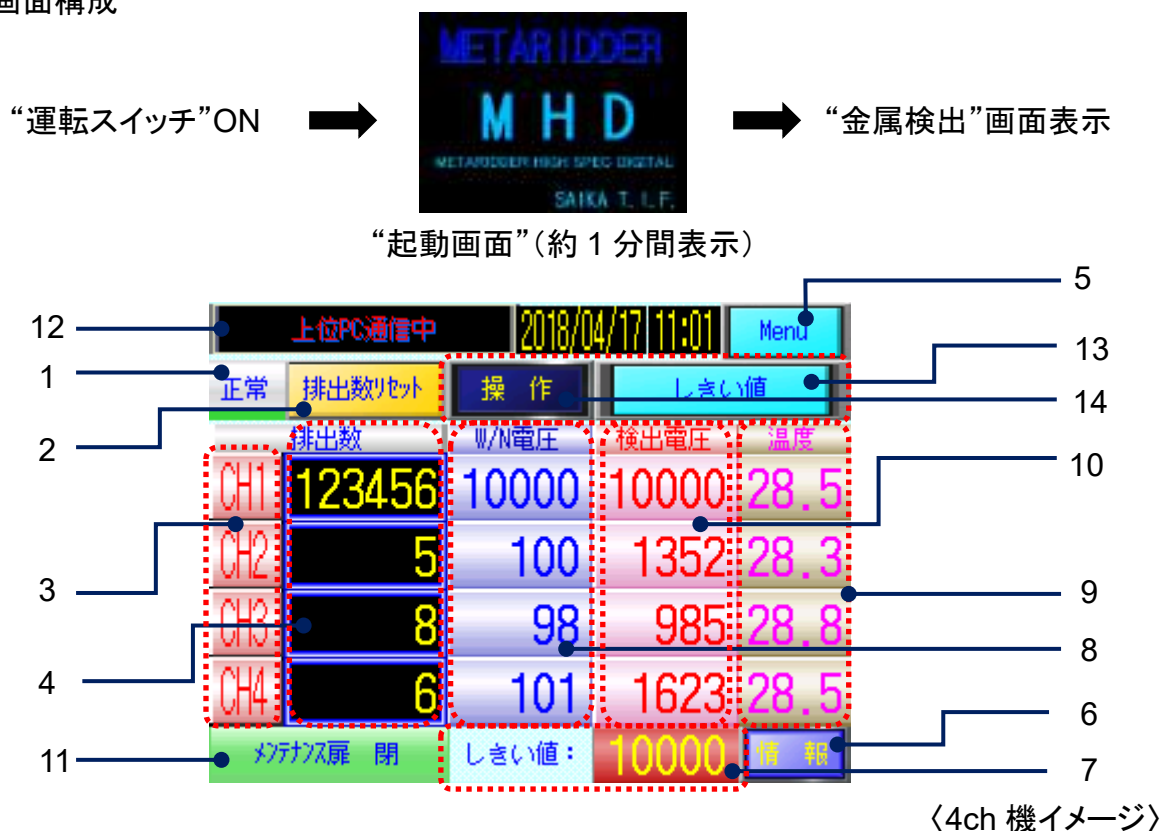 画面構成
METARIDDER
“運転スイッチ”ON
MHD
“金属検出”画面表示
METARIDDER HIGH SPEC DIGITAL
SAIKA T. I. F.
“起動画面”（約 1 分間表示）
5
12
上位PC通信中 2018/04/17 11:01 Menu
13
1
正常 排出数リセット 操 作 しきい値
14
2
排出数 W/N電圧 検出電圧 温度
10
CH1 123456 10000 10000 28.5
CH2 5 100 1352 28.3
3
9
CH3 8 98 985 28.8
8
4
CH4 6 101 1623 28.5
6
11
メンテナンス扉 閉 しきい値： 10000 情 報
7
〈4ch 機イメージ〉